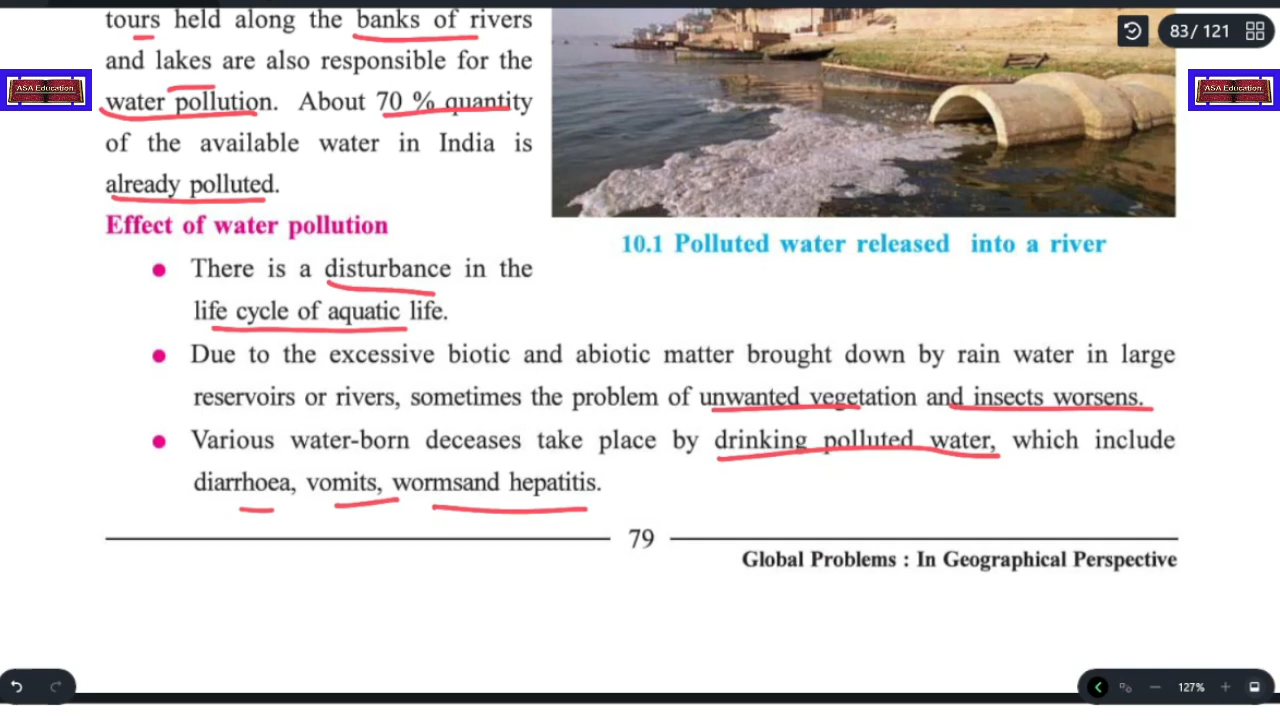 tours held along the banks of rivers
and lakes are also responsible for the
water pollution. About 70 % quantity
of the available water in India is
already polluted.
Effect of water pollution
There is a disturbance in the
life cycle of aquatic life.
10.1 Polluted water released into a river
Due to the excessive biotic and abiotic matter brought down by rain water in large
reservoirs or rivers, sometimes the problem of unwanted vegetation and insects worsens.
Various water-born deceases take place by drinking polluted water, which include
diarrhoea, vomits, wormsand hepatitis.
79
Global Problems : In Geographical Perspective
83/ 121
ASA Education
ASA Education
127%